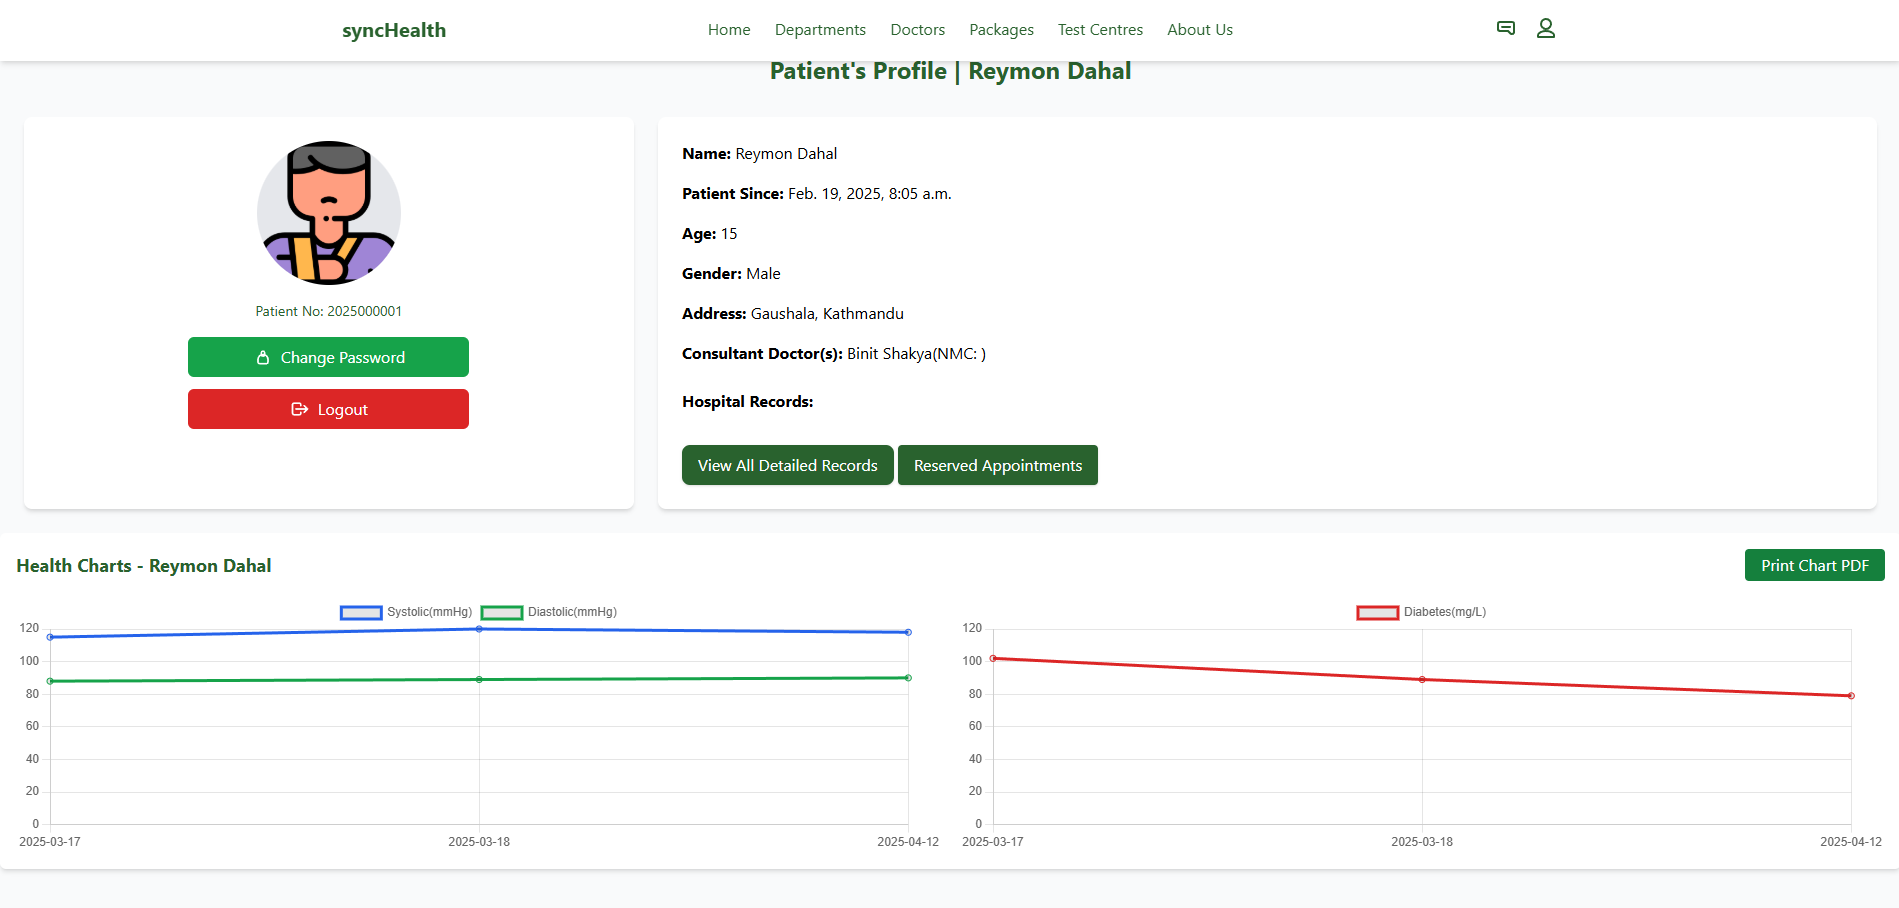 syncHealth
Home Departments Doctors Packages Test Centres About Us
Patient's Profile | Reymon Dahal
Patient No: 2025000001
Change Password
Logout
Name: Reymon Dahal
Patient Since: Feb. 19, 2025, 8:05 a.m.
Age: 15
Gender: Male
Address: Gaushala, Kathmandu
Consultant Doctor(s): Binit Shakya(NMC: )
Hospital Records:
View All Detailed Records Reserved Appointments
Health Charts - Reymon Dahal
Print Chart PDF
Systolic(mmHg) Diastolic(mmHg)
120
100
80
60
40
20
0
2025-03-17 2025-03-18 2025-04-12
Diabetes(mg/L)
120
100
80
60
40
20
0
2025-03-17 2025-03-18 2025-04-12